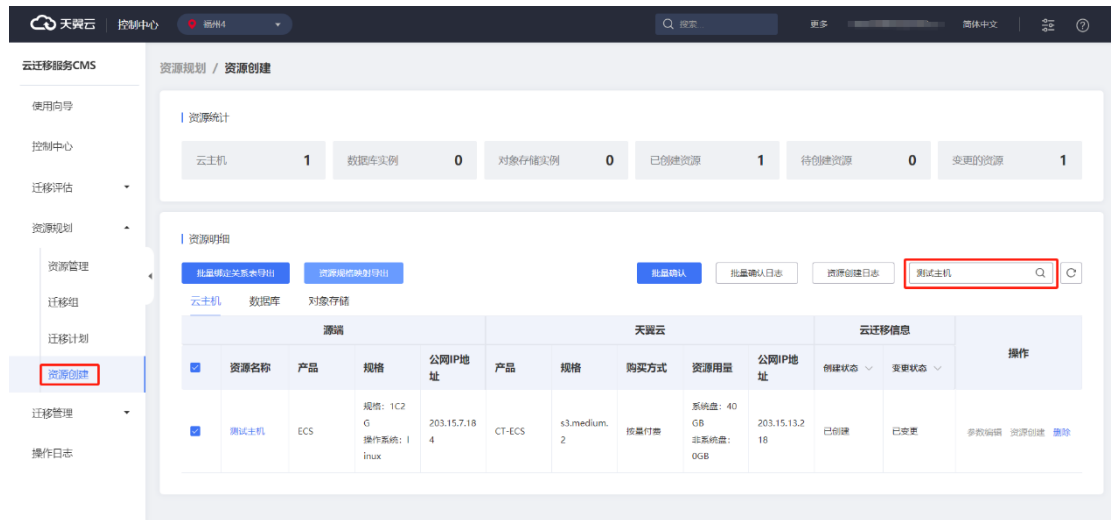 天翼云 控制中心 福州4 搜索 更多 简体中文
云迁移服务CMS
使用向导
控制中心
迁移评估
资源规划
资源管理
迁移组
迁移计划
资源创建
迁移管理
操作日志
资源规划 / 资源创建
资源统计
云主机 1 数据库实例 0 对象存储实例 0 已创建资源 1 待创建资源 0 变更的资源 1
资源明细
批量绑定关系表导出 资源规格映射导出 批量确认 批量确认日志 资源创建日志 测试主机
云主机 数据库 对象存储
源端 天翼云 云迁移信息 操作
资源名称 产品 规格 公网IP地
址
产品 规格 购买方式 资源用量 公网IP地
址
创建状态 变更状态
测试主机 ECS
规格：1C2
G
操作系统：l
inux
203.15.7.18
4
CT-ECS
s3.medium.
2
按量付费
系统盘：40
GB
非系统盘：
0GB
203.15.13.2
18
已创建 已变更 参数编辑 资源创建 删除